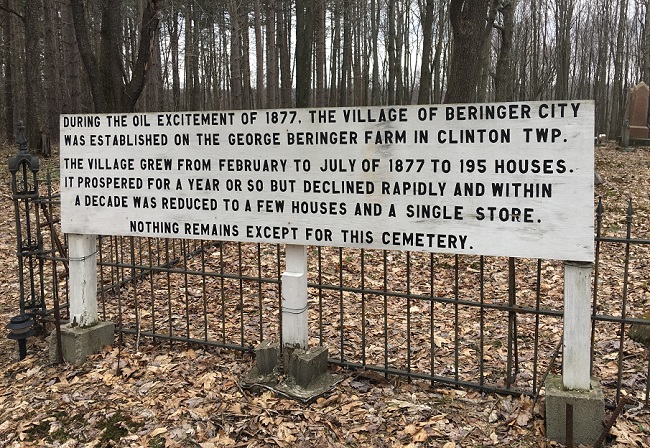 DURING THE OIL EXCITEMENT OF 1877, THE VILLAGE OF BERINGER CITY
WAS ESTABLISHED ON THE GEORGE BERINGER FARM IN CLINTON TWP.
THE VILLAGE GREW FROM FEBRUARY TO JULY OF 1877 TO 195 HOUSES.
IT PROSPERED FOR A YEAR OR SO BUT DECLINED RAPIDLY AND WITHIN
A DECADE WAS REDUCED TO A FEW HOUSES AND A SINGLE STORE.
NOTHING REMAINS EXCEPT FOR THIS CEMETERY.